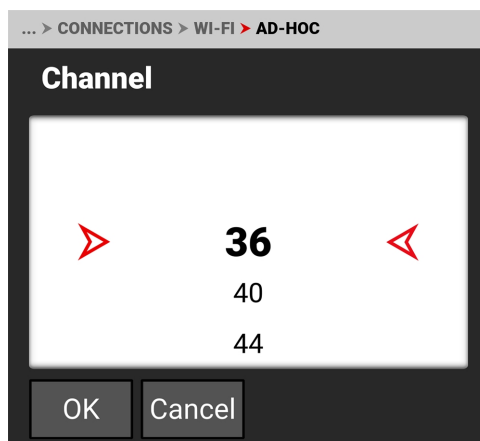 ... > CONNECTIONS > WI-FI > AD-HOC
Channel
36
40
44
OK Cancel